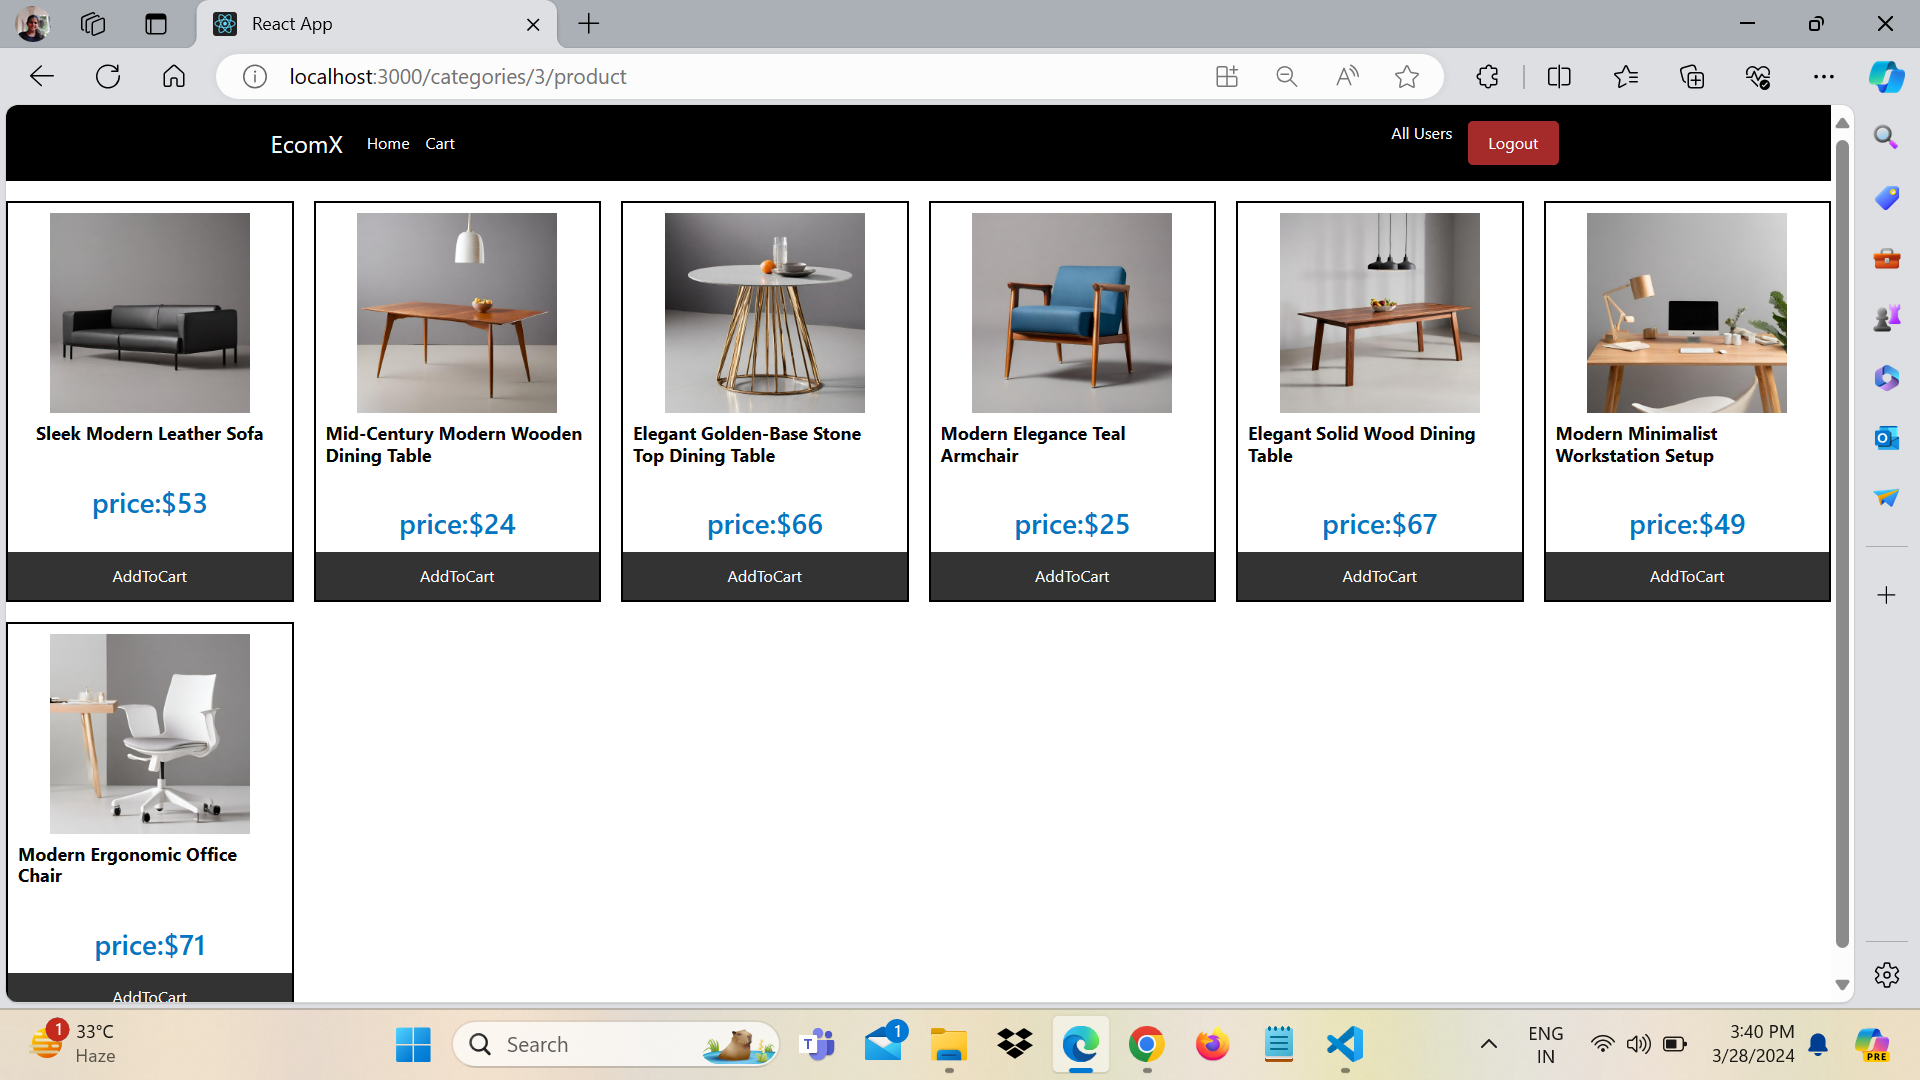 React App
localhost:3000/categories/3/product
EcomX Home Cart All Users Logout
Sleek Modern Leather Sofa
price:$53
AddToCart
Mid-Century Modern Wooden
Dining Table
price:$24
AddToCart
Elegant Golden-Base Stone
Top Dining Table
price:$66
AddToCart
Modern Elegance Teal
Armchair
price:$25
AddToCart
Elegant Solid Wood Dining
Table
price:$67
AddToCart
Modern Minimalist
Workstation Setup
price:$49
AddToCart
Modern Ergonomic Office
Chair
price:$71
AddToCart
1
33°C
Haze
Search
T
1
ENG
IN
3:40 PM
3/28/2024
PRE